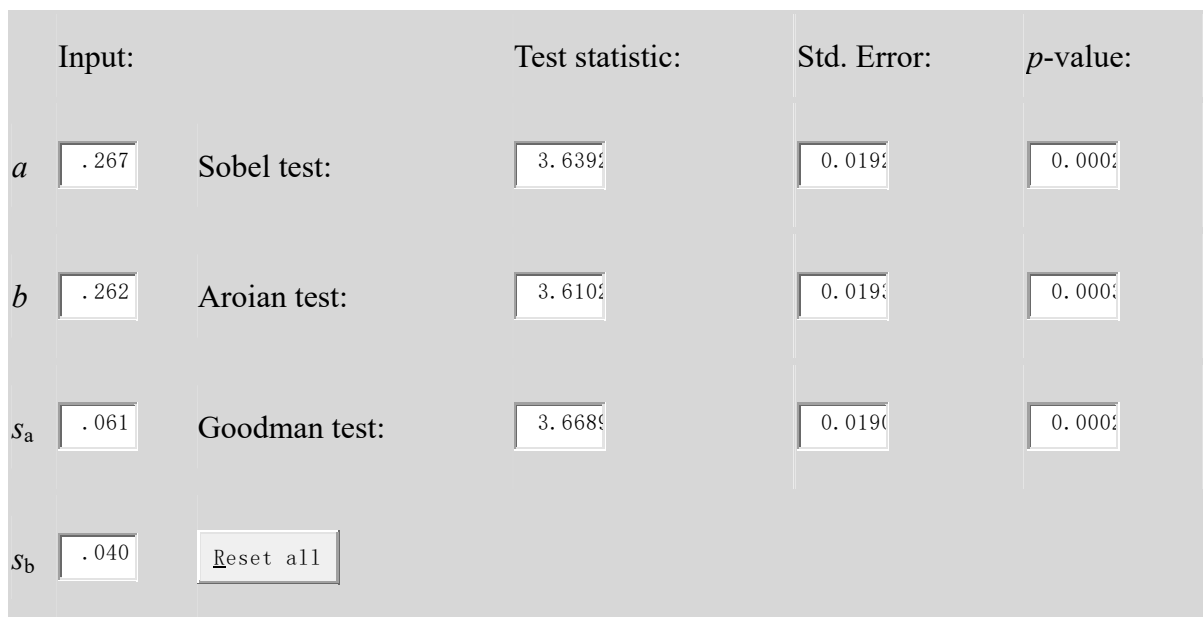 Input: Test statistic: Std. Error: p-value:
a .267 Sobel test: 3.6392 0.0192 0.0002
b .262 Aroian test: 3.6102 0.0193 0.0003
sa .061 Goodman test: 3.6689 0.0190 0.0002
sb .040 Reset all